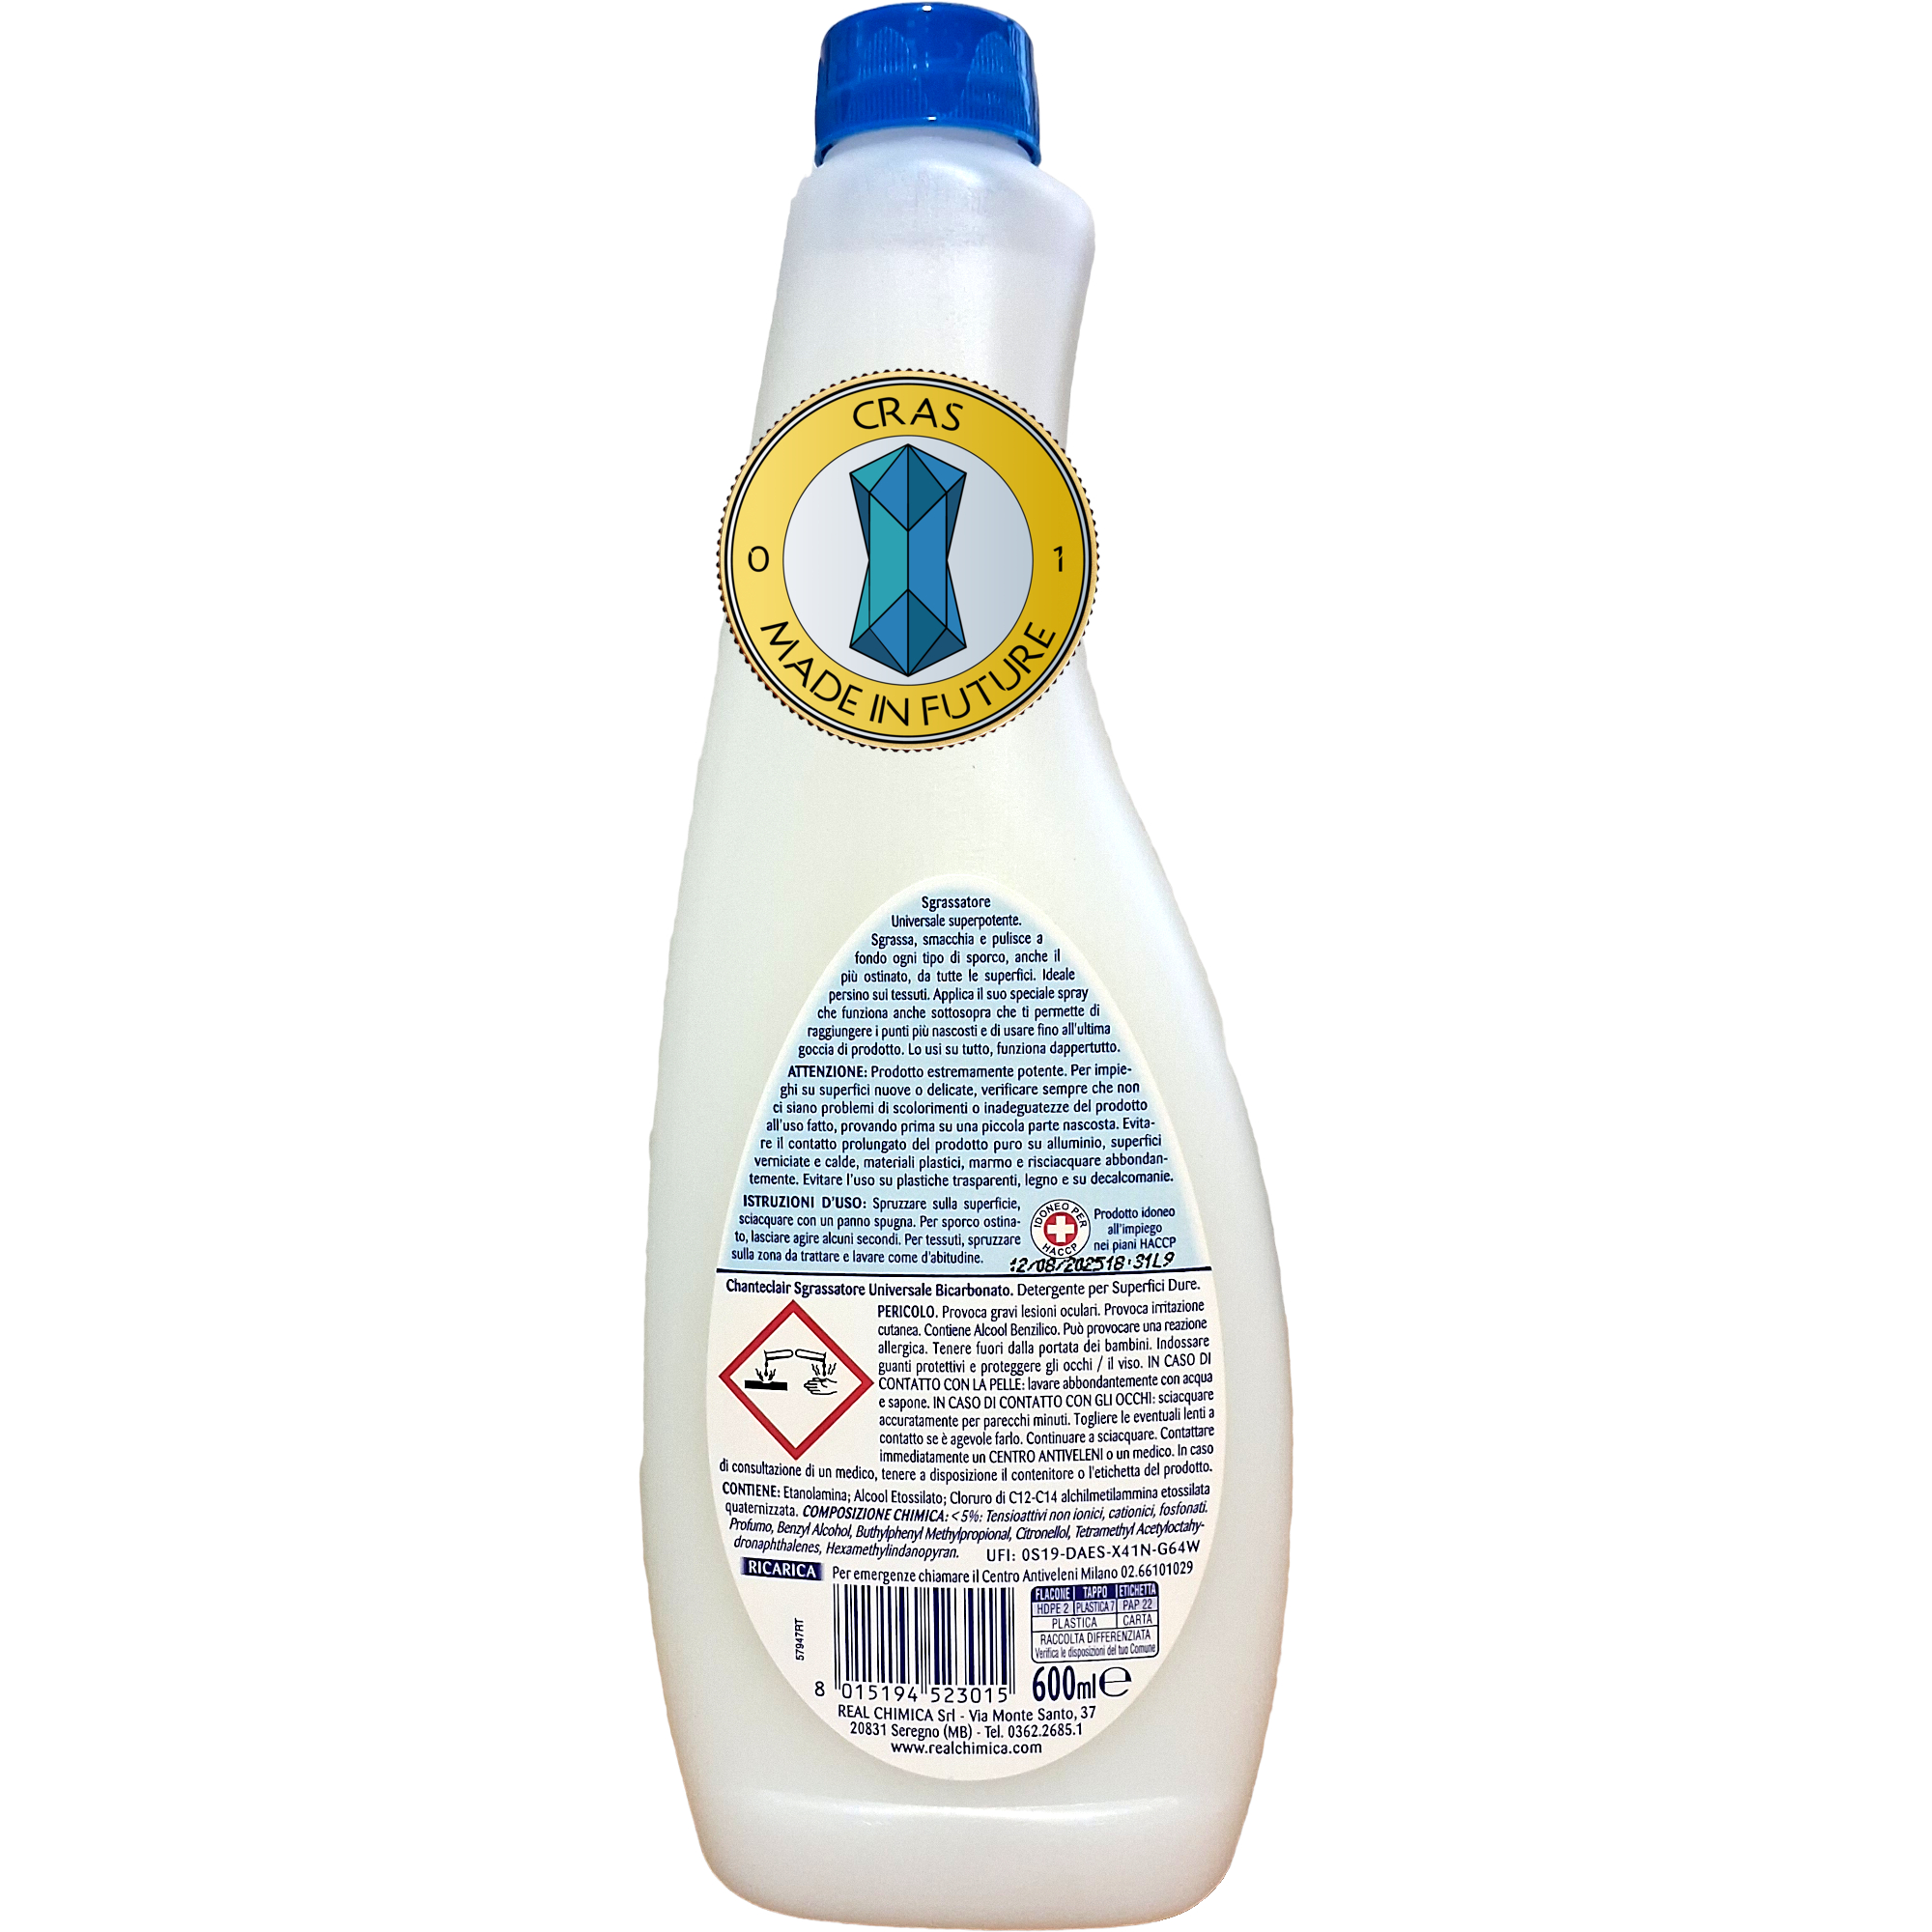 CRAS
0 1
MADE IN FUTURE
Sgrassatore
Universale superpotente.
Sgrassa, smacchia e pulisce a
fondo ogni tipo di sporco, anche il
più ostinato, da tutte le superfici. Ideale
persino sui tessuti. Applica il suo speciale spray
che funziona anche sottosopra che ti permette di
raggiungere i punti più nascosti e di usare fino all'ultima
goccia di prodotto. Lo usi su tutto, funziona dappertutto.
ATTENZIONE: Prodotto estremamente potente. Per impie-
ghi su superfici nuove o delicate, verificare sempre che non
ci siano problemi di scolorimenti o inadeguatezze del prodotto
all'uso fatto, provando prima su una piccola parte nascosta. Evita-
re il contatto prolungato del prodotto puro su alluminio, superfici
verniciate e calde, materiali plastici, marmo e risciacquare abbondan-
temente. Evitare l'uso su plastiche trasparenti, legno e su decalcomanie.
ISTRUZIONI D'USO: Spruzzare sulla superficie,
sciacquare con un panno spugna. Per sporco ostina-
to, lasciare agire alcuni secondi. Per tessuti, spruzzare
sulla zona da trattare e lavare come d'abitudine.
IDONEO PER
HACCP
Prodotto idoneo
all'impiego
nei piani HACCP
12/08/202518:31L9
Chanteclair Sgrassatore Universale Bicarbonato. Detergente per Superfici Dure.
PERICOLO. Provoca gravi lesioni oculari. Provoca irritazione
cutanea. Contiene Alcool Benzilico. Può provocare una reazione
allergica. Tenere fuori dalla portata dei bambini. Indossare
guanti protettivi e proteggere gli occhi / il viso. IN CASO DI
CONTATTO CON LA PELLE: lavare abbondantemente con acqua
e sapone. IN CASO DI CONTATTO CON GLI OCCHI: sciacquare
accuratamente per parecchi minuti. Togliere le eventuali lenti a
contatto se è agevole farlo. Continuare a sciacquare. Contattare
immediatamente un CENTRO ANTIVELENI o un medico. In caso
di consultazione di un medico, tenere a disposizione il contenitore o l'etichetta del prodotto.
CONTIENE: Etanolamina; Alcool Etossilato; Cloruro di C12-C14 alchilmetilammina etossilata
quaternizzata. COMPOSIZIONE CHIMICA: <5%: Tensioattivi non ionici, cationici, fosfonati.
Profumo, Benzyl Alcohol, Buthylphenyl Methylpropional, Citronellol, Tetramethyl Acetyloctahy-
dronaphthalenes, Hexamethylindanopyran. UFI: 0S19-DAES-X41N-G64W
RICARICA Per emergenze chiamare il Centro Antiveleni Milano 02.66101029
57947RT
FLACONE TAPPO ETICHETTA
HDPE 2 PLASTICA 7 PAP 22
PLASTICA CARTA
RACCOLTA DIFFERENZIATA
Verifica le disposizioni del tuo Comune
8 015194 523015
600ml e
REAL CHIMICA Srl - Via Monte Santo, 37
20831 Seregno (MB) - Tel. 0362.2685.1
www.realchimica.com